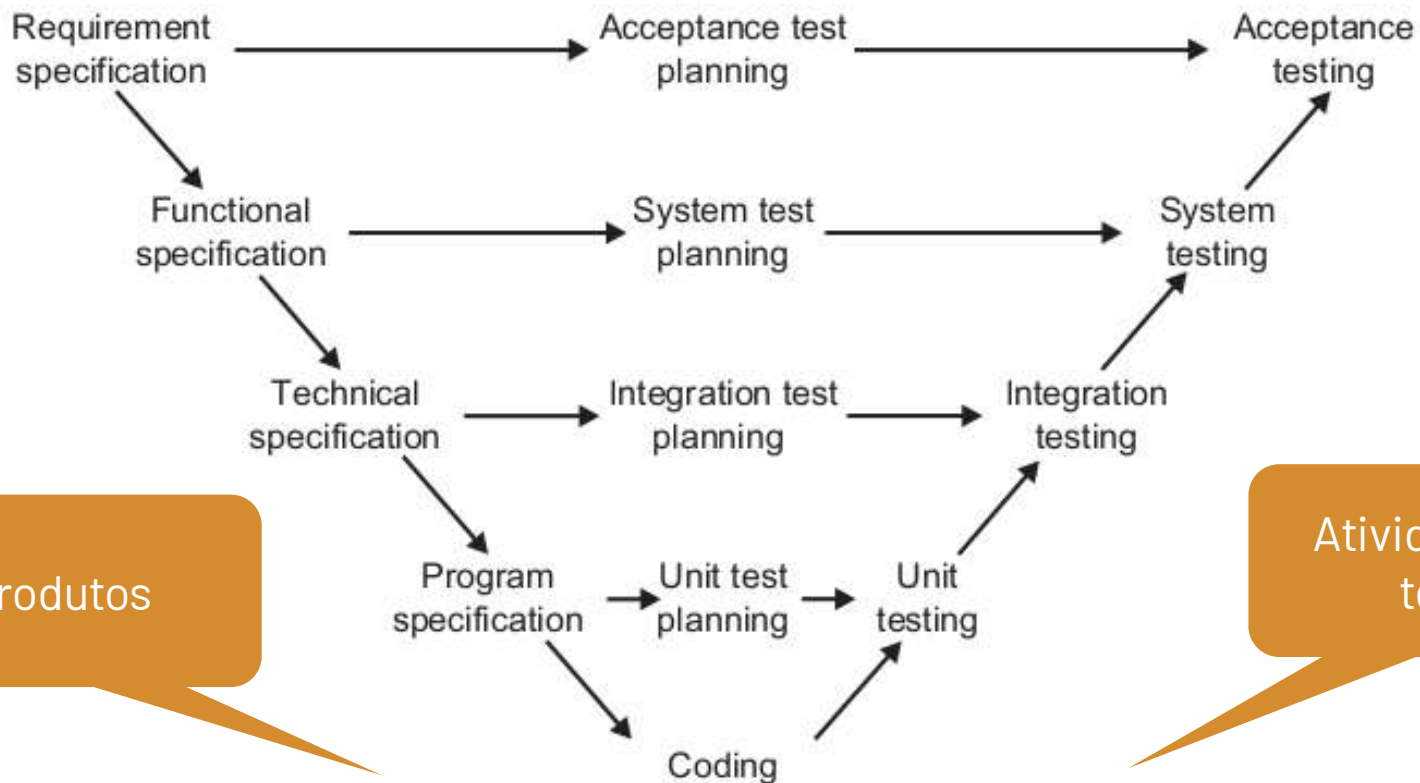 Requirement
specification
Acceptance test
planning
Acceptance
testing
Functional
specification
System test
planning
System
testing
Technical
specification
Integration test
planning
Integration
testing
Program
specification
Unit test
planning
Unit
testing
Coding